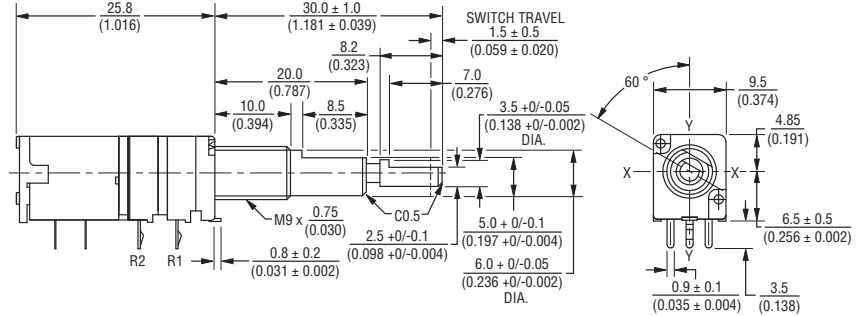 25.8
(1.016)
30.0 ± 1.0
(1.181 ± 0.039)
SWITCH TRAVEL
1.5 ± 0.5
(0.059 ± 0.020)
8.2
(0.323)
7.0
(0.276)
20.0
(0.787)
10.0
(0.394)
8.5
(0.335)
3.5 +0/-0.05
(0.138 +0/-0.002)
DIA.
60 °
9.5
(0.374)
4.85
(0.191)
Y
X
X
Y
M9 x 0.75
(0.030)
C0.5
R2
R1
0.8 ± 0.2
(0.031 ± 0.002)
2.5 +0/-0.1
(0.098 +0/-0.004)
5.0 +0/-0.1
(0.197 +0/-0.004)
6.0 + 0/-0.05
(0.236 +0/-0.002)
DIA.
6.5 ± 0.5
(0.256 ± 0.002)
0.9 ± 0.1
(0.035 ± 0.004)
3.5
(0.138)